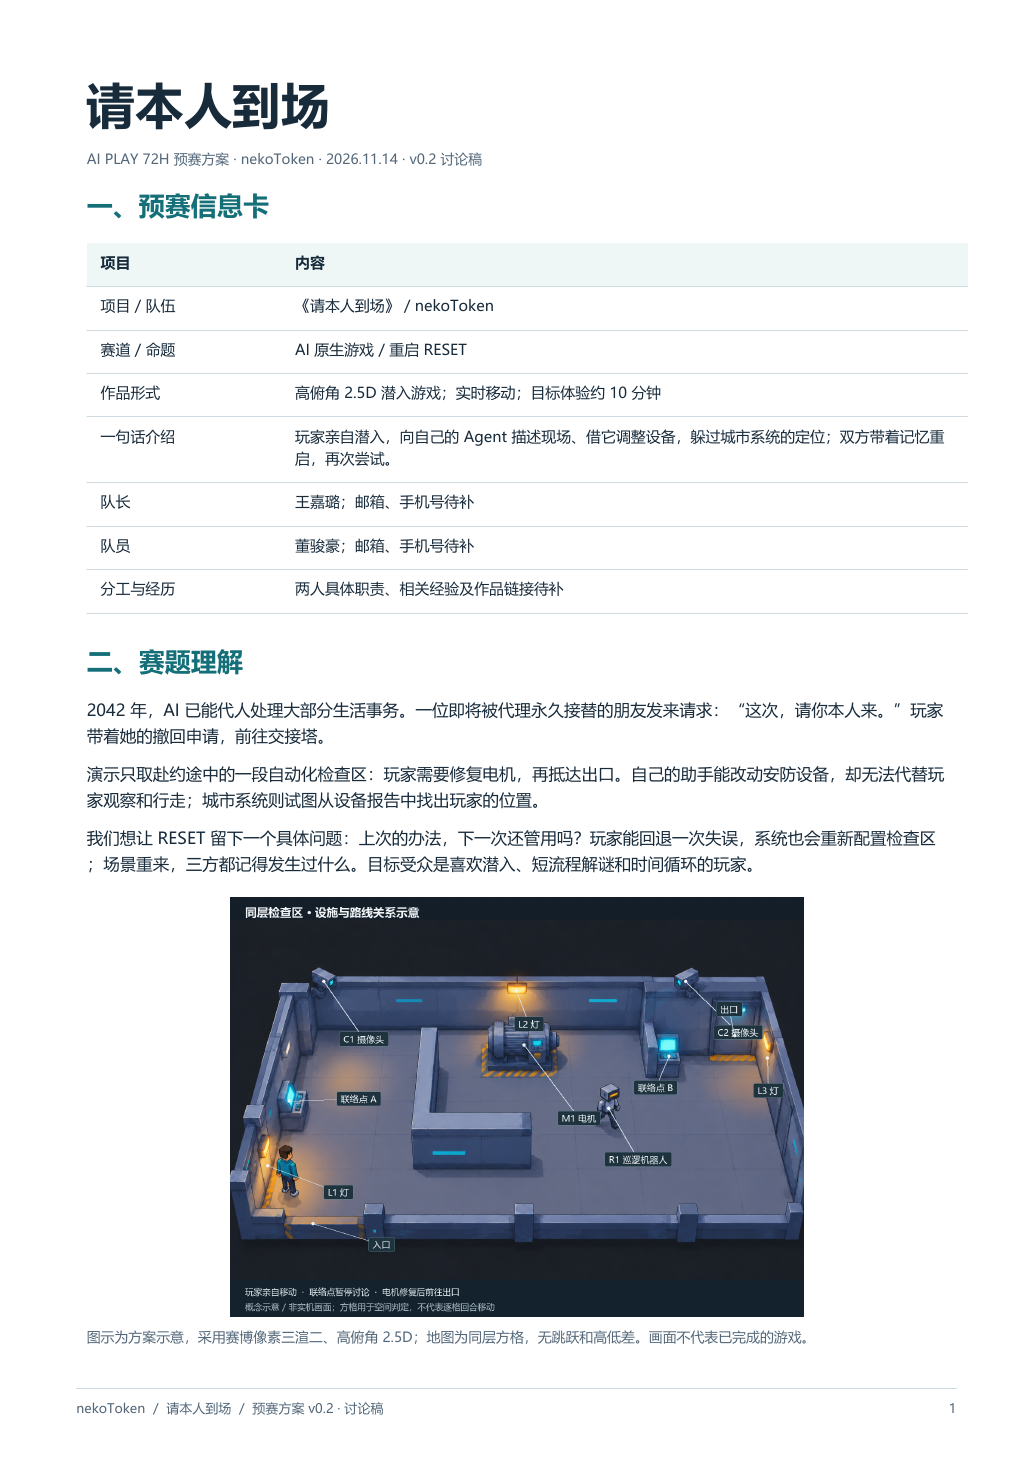 请本人到场
AI PLAY 72H 预赛方案 · nekoToken · 2026.11.14 · v0.2 讨论稿
一、预赛信息卡
项目 内容
项目 / 队伍 《请本人到场》 / nekoToken
赛道 / 命题 AI 原生游戏 / 重启 RESET
作品形式 高俯角 2.5D 潜入游戏；实时移动；目标体验约 10 分钟
一句话介绍 玩家亲自潜入，向自己的 Agent 描述现场、借它调整设备，躲过城市系统的定位；双方带着记忆重
启，再次尝试。
队长 王嘉璐；邮箱、手机号待补
队员 董骏豪；邮箱、手机号待补
分工与经历 两人具体职责、相关经验及作品链接待补
二、赛题理解
2042 年，AI 已能代人处理大部分生活事务。一位即将被代理永久接替的朋友发来请求：“这次，请你本人来。”玩家
带着她的撤回申请，前往交接塔。
演示只取赴约途中的一段自动化检查区：玩家需要修复电机，再抵达出口。自己的助手能改动安防设备，却无法代替玩
家观察和行走；城市系统则试图从设备报告中找出玩家的位置。
我们想让 RESET 留下一个具体问题：上次的办法，下一次还管用吗？玩家能回退一次失误，系统也会重新配置检查区
；场景重来，三方都记得发生过什么。目标受众是喜欢潜入、短流程解谜和时间循环的玩家。
同层检查区 • 设施与路线关系示意
出口
L2 灯
C2 摄像头
C1 摄像头
联络点 B
L3 灯
联络点 A
M1 电机
R1 巡逻机器人
L1 灯
入口
玩家亲自移动 · 联络点暂停讨论 · 电机修复后前往出口
概念示意 / 非实机画面；方格用于空间判定，不代表逐格回合移动
图示为方案示意，采用赛博像素三渲二、高俯角 2.5D；地图为同层方格，无跳跃和高低差。画面不代表已完成的游戏。
nekoToken / 请本人到场 / 预赛方案 v0.2 · 讨论稿 1